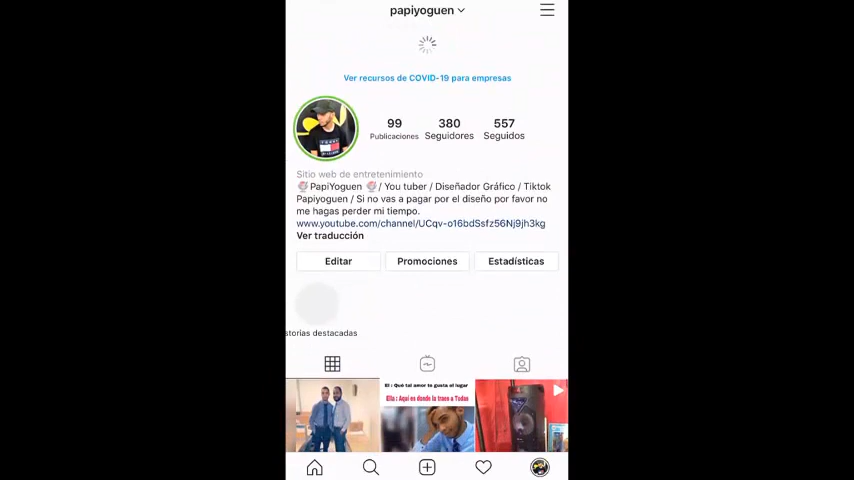 papiyoguen
Ver recursos de COVID-19 para empresas
99 380 557
Publicaciones Seguidores Seguidos
Sitio web de entretenimiento
PapiYoguen / You tuber / Diseñador Gráfico / Tiktok
Papiyoguen / Si no vas a pagar por el diseño por favor no
me hagas perder mi tiempo.
www.youtube.com/channel/UCqv-o16bdSsfz56Nj9jh3kg
Ver traducción
Editar Promociones Estadísticas
storias destacadas
El : Qué tal amor te gusta el lugar
Ella : Aquí es donde la traes a Todas